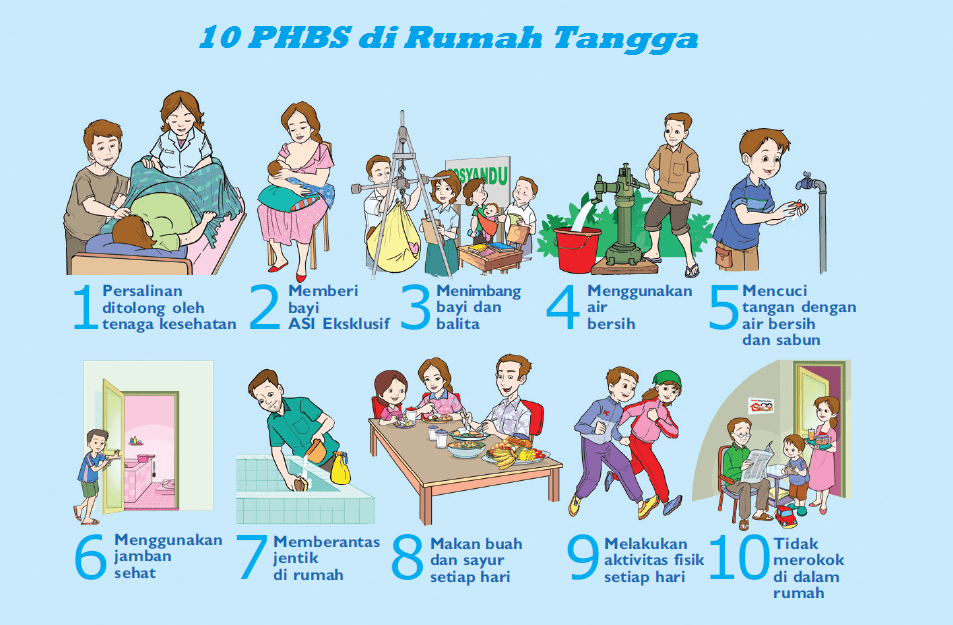 10 PHBS di Rumah Tangga
OSYANDU
1 Persalinan
ditolong oleh
tenaga kesehatan
2 Memberi
bayi
ASI Eksklusif
3 Menimbang
bayi dan
balita
4 Menggunakan
air
bersih
5 Mencuci
tangan dengan
air bersih
dan sabun
6 Menggunakan
jamban
sehat
7 Memberantas
jentik
di rumah
8 Makan buah
dan sayur
setiap hari
9 Melakukan
aktivitas fisik
setiap hari
10 Tidak
merokok
di dalam
rumah